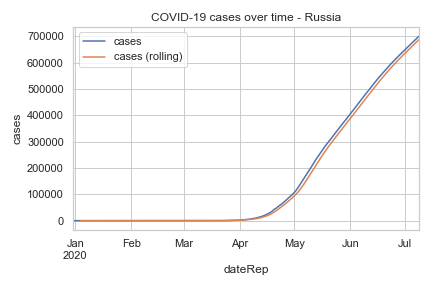 COVID-19 cases over time - Russia
cases
cases (rolling)
700000
600000
500000
400000
300000
200000
100000
0
cases
Jan Feb Mar Apr May Jun Jul
2020
dateRep